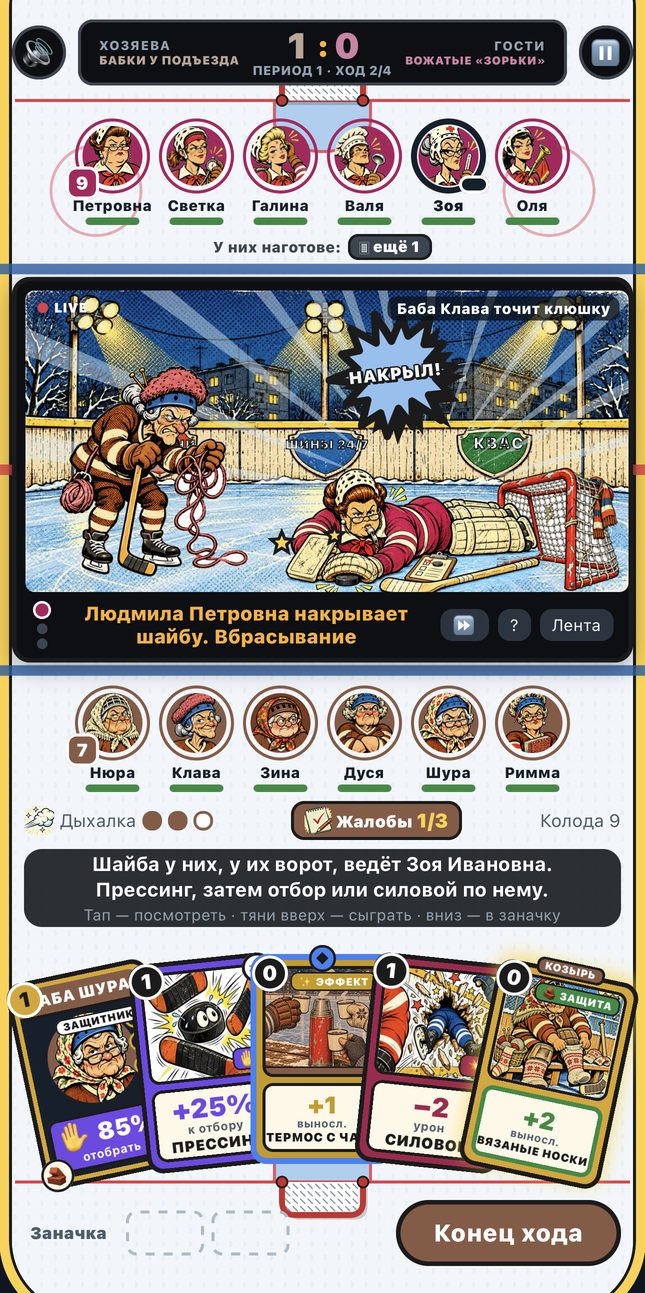 ХОЗЯЕВА
БАБКИ У ПОДЪЕЗДА
1 : 0
ПЕРИОД 1 · ХОД 2/4
ГОСТИ
ВОЖАТЫЕ «ЗОРЬКИ»
9
Петровна Светка Галина Валя Зоя Оля
У них наготове: ещё 1
LIVE
Баба Клава точит клюшку
НАКРЫЛ!
ШИНЫ 24/7
КВАС
Людмила Петровна накрывает
шайбу. Вбрасывание
? Лента
7
Нюра Клава Зина Дуся Шура Римма
Дыхалка Жалобы 1/3 Колода 9
Шайба у них, у их ворот, ведёт Зоя Ивановна.
Прессинг, затем отбор или силовой по нему.
Тап — посмотреть · тяни вверх — сыграть · вниз — в заначку
1
АБА ШУРА
ЗАЩИТНИК
85%
отобрать
1
+25%
к отбору
ПРЕССИН
0
ЭФФЕКТ
+1
выносл.
ТЕРМОС С ЧА
1
−2
урон
СИЛОВО
0
КОЗЫРЬ
ЗАЩИТА
+2
выносл.
ВЯЗАНЫЕ НОСКИ
Заначка
Конец хода